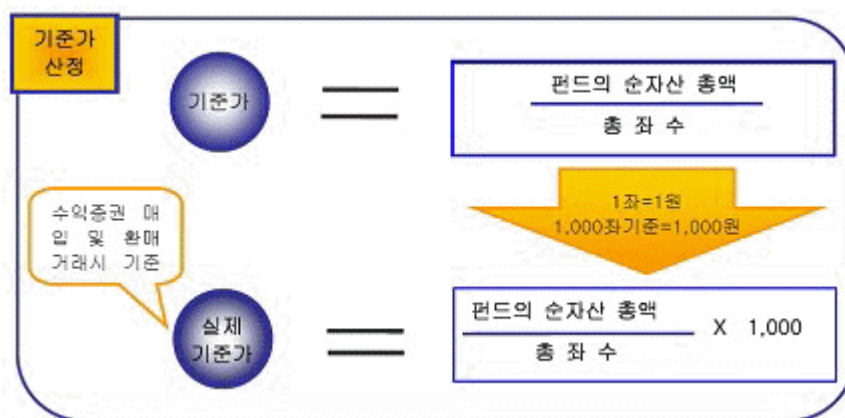 기준가
산정
기준가
펀드의 순자산 총액
총 좌 수
1좌=1원
1,000좌기준=1,000원
수익증권 매
입 및 환매
거래시 기준
실제
기준가
펀드의 순자산 총액
총 좌 수
X 1,000